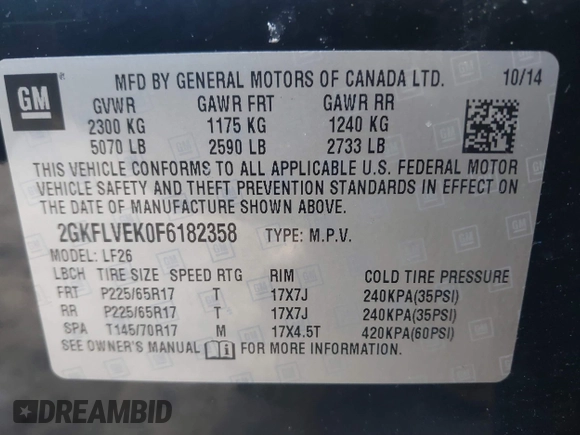 GM
MFD BY GENERAL MOTORS OF CANADA LTD. 10/14
GVWR GAWR FRT GAWR RR
2300 KG 1175 KG 1240 KG
5070 LB 2590 LB 2733 LB
THIS VEHICLE CONFORMS TO ALL APPLICABLE U.S. FEDERAL MOTOR
VEHICLE SAFETY AND THEFT PREVENTION STANDARDS IN EFFECT ON
THE DATE OF MANUFACTURE SHOWN ABOVE.
2GKFLVEK0F6182358 TYPE: M.P.V.
MODEL: LF26
LBCH TIRE SIZE SPEED RTG RIM COLD TIRE PRESSURE
FRT P225/65R17 T 17X7J 240KPA(35PSI)
RR P225/65R17 T 17X7J 240KPA(35PSI)
SPA T145/70R17 M 17X4.5T 420KPA(60PSI)
SEE OWNER'S MANUAL FOR MORE INFORMATION.
DREAMBID